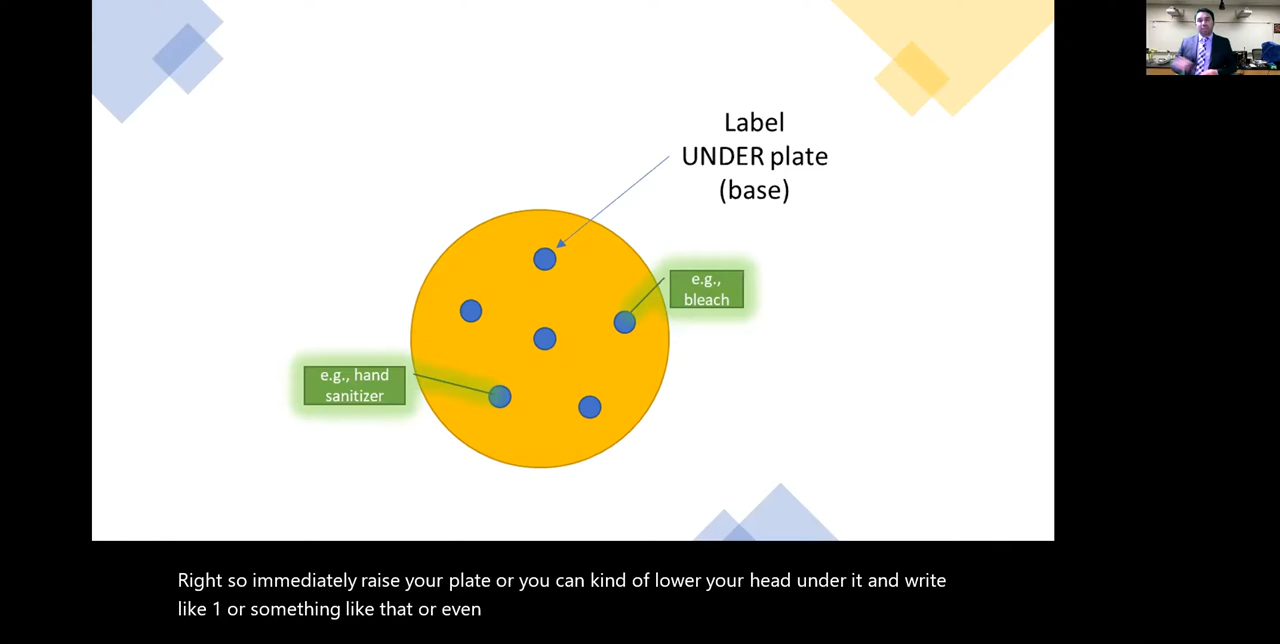 Label
UNDER plate
(base)
e.g.,
bleach
e.g., hand
sanitizer
Right so immediately raise your plate or you can kind of lower your head under it and write
like 1 or something like that or even